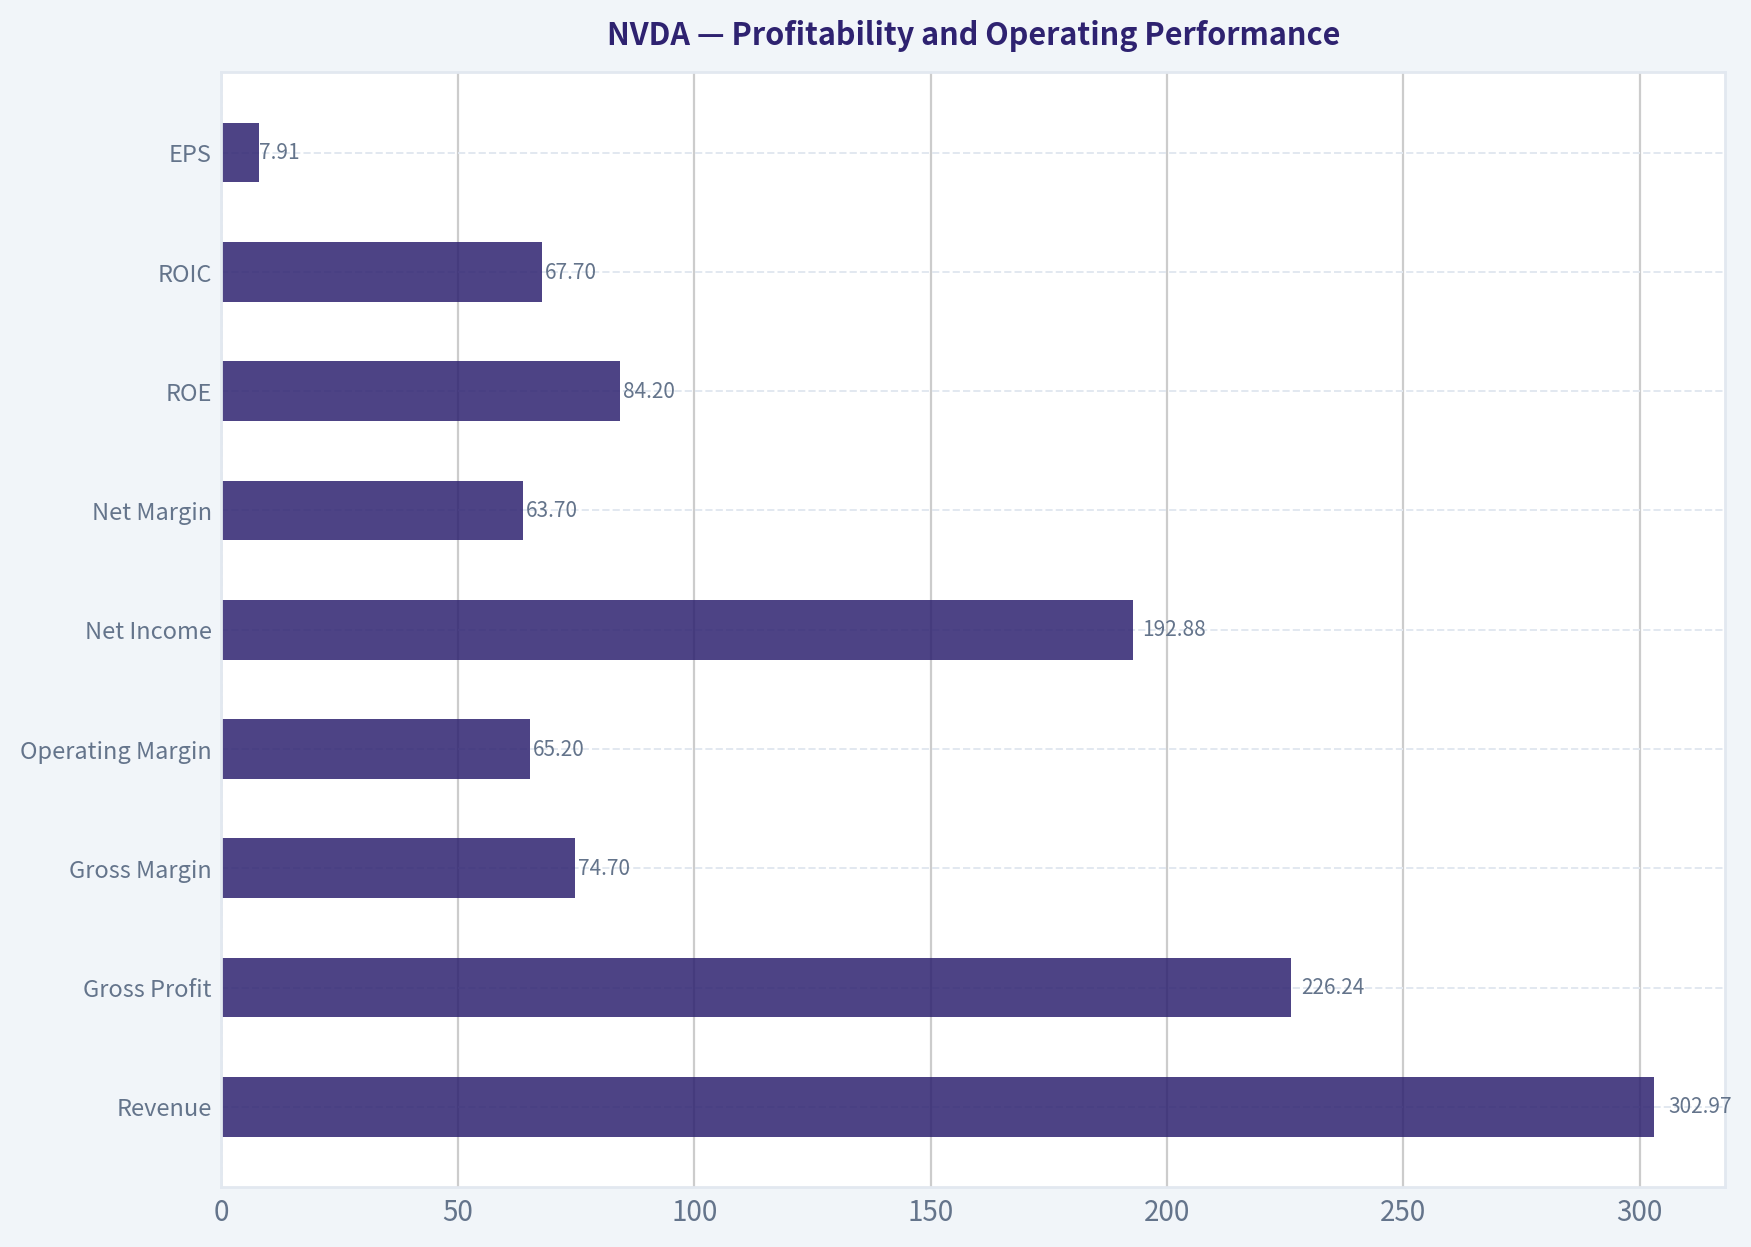 NVDA — Profitability and Operating Performance
EPS 7.91
ROIC 67.70
ROE 84.20
Net Margin 63.70
Net Income 192.88
Operating Margin 65.20
Gross Margin 74.70
Gross Profit 226.24
Revenue 302.97
0 50 100 150 200 250 300